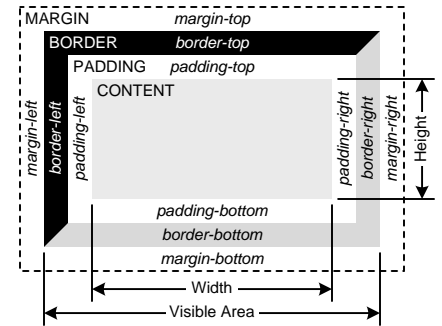 MARGIN margin-top
BORDER border-top
PADDING padding-top
CONTENT
margin-left
border-left
padding-left
padding-right
border-right
margin-right
Height
padding-bottom
border-bottom
margin-bottom
Width
Visible Area